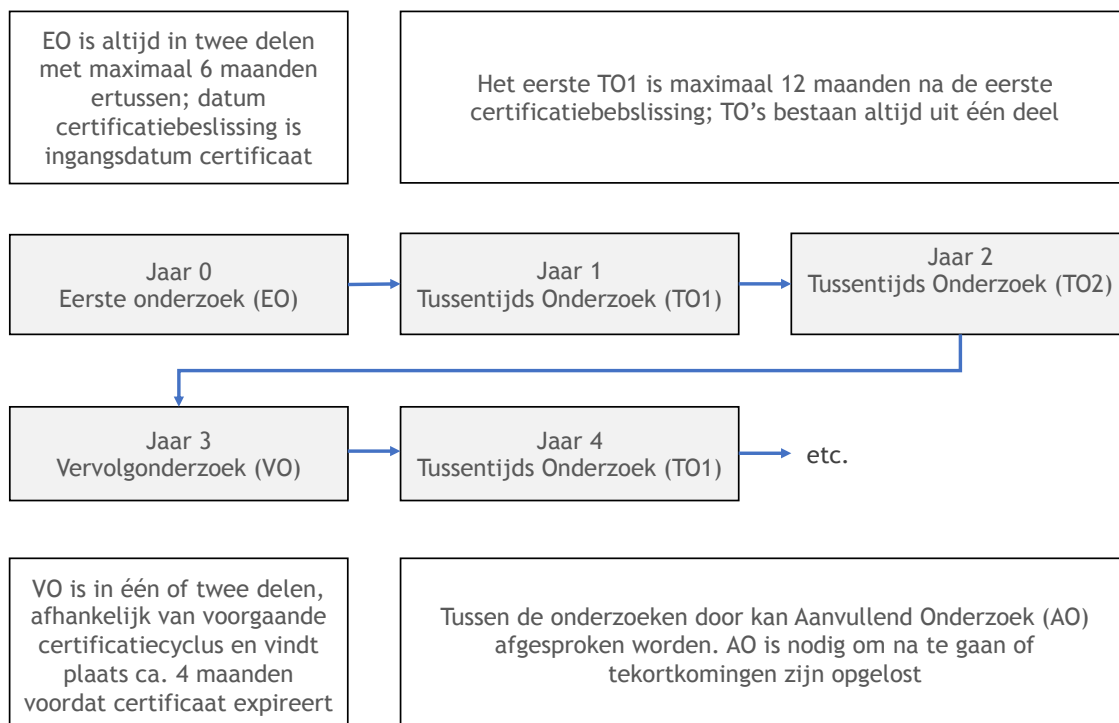 EO is altijd in twee delen
met maximaal 6 maanden
ertussen; datum
certificatiebeslissing is
ingangsdatum certificaat
Het eerste TO1 is maximaal 12 maanden na de eerste
certificatiebebslissing; TO's bestaan altijd uit één deel
Jaar 0
Eerste onderzoek (EO)
Jaar 1
Tussentijds Onderzoek (TO1)
Jaar 2
Tussentijds Onderzoek (TO2)
Jaar 3
Vervolgonderzoek (VO)
Jaar 4
Tussentijds Onderzoek (TO1)
etc.
VO is in één of twee delen,
afhankelijk van voorgaande
certificatiecyclus en vindt
plaats ca. 4 maanden
voordat certificaat expireert
Tussen de onderzoeken door kan Aanvullend Onderzoek (AO)
afgesproken worden. AO is nodig om na te gaan of
tekortkomingen zijn opgelost